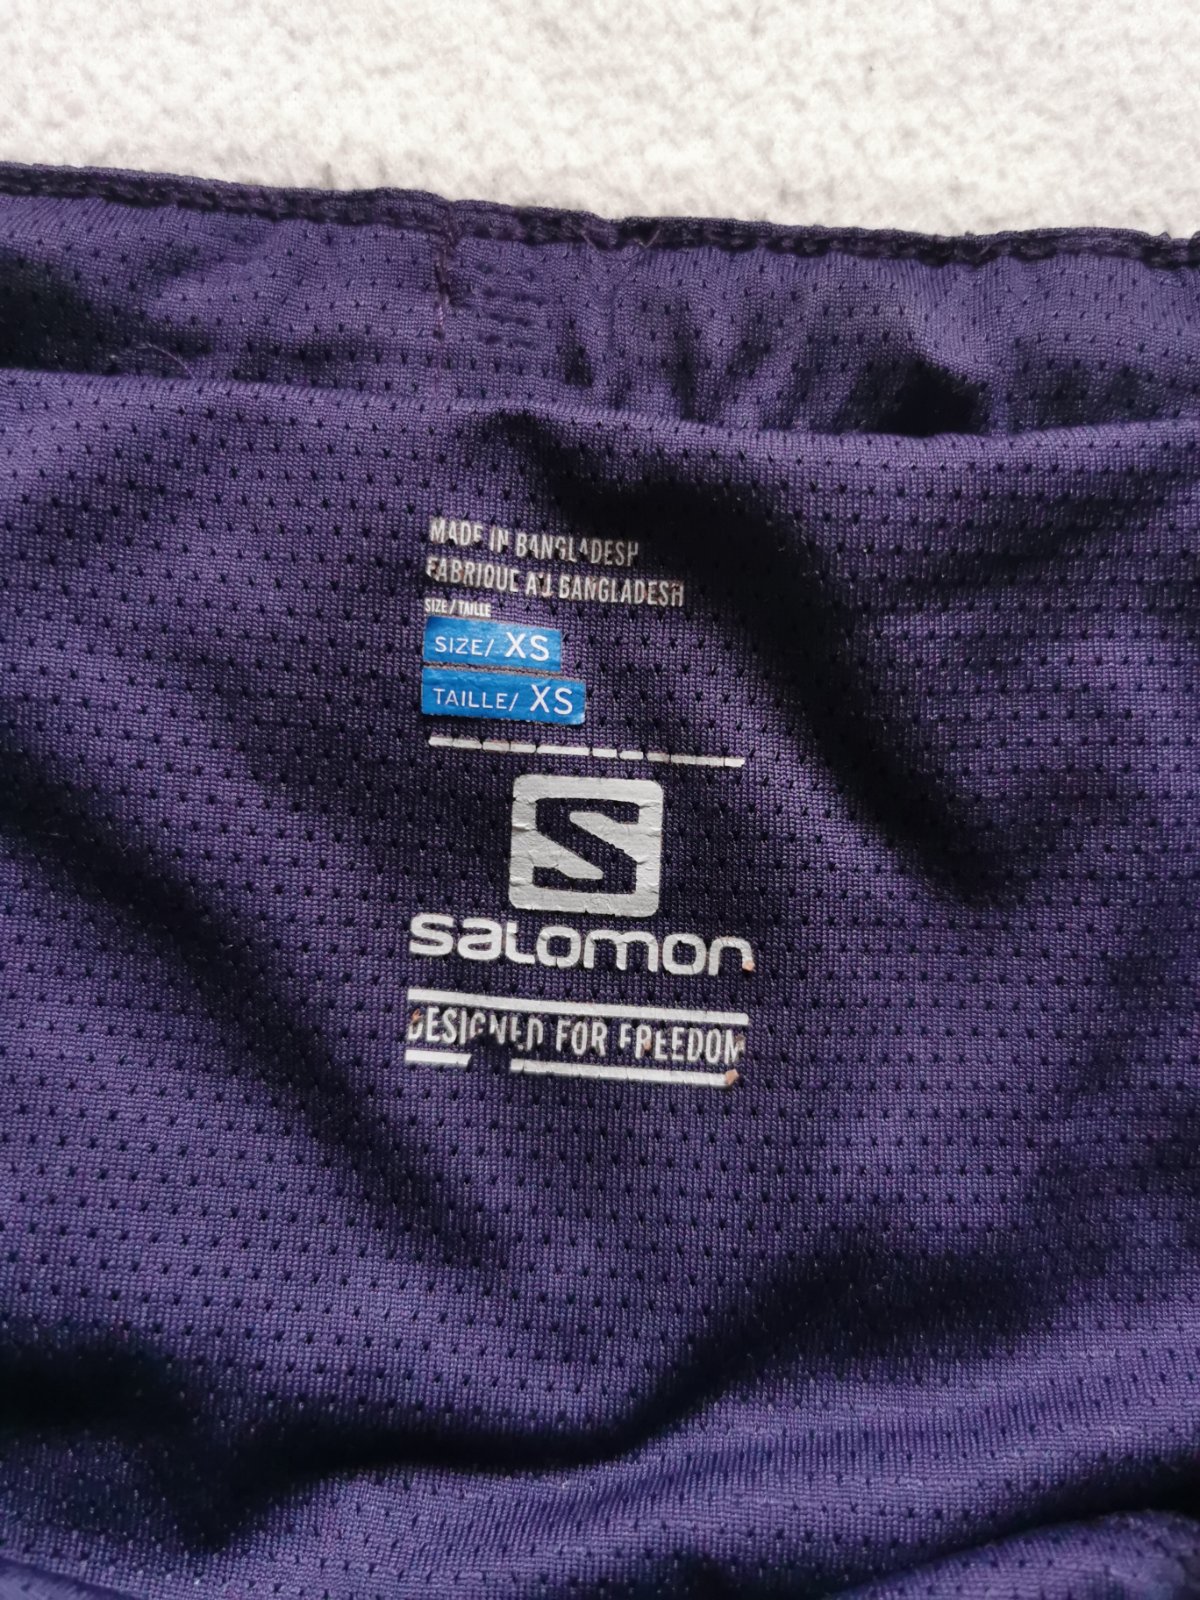 MADE IN BANGLADESH
FABRIQUE AU BANGLADESH
SIZE/TAILLE
SIZE/ XS
TAILLE/ XS
S
SALOMON
DESIGNED FOR FREEDOM